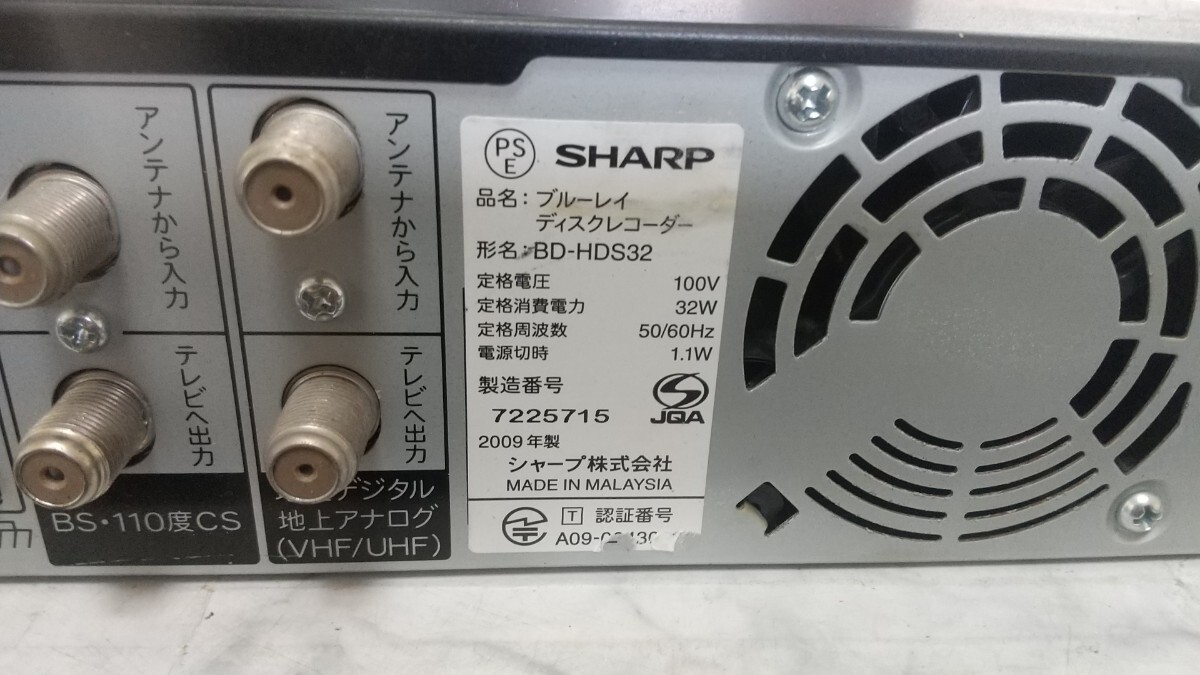 アンテナから入力
アンテナから入力
テレビへ出力
テレビへ出力
BS・110度CS
デジタル
地上アナログ
(VHF/UHF)
PS
E
SHARP
品名:ブルーレイ
ディスクレコーダー
形名:BD-HDS32
定格電圧 100V
定格消費電力 32W
定格周波数 50/60Hz
電源切時 1.1W
製造番号
7225715
JQA
2009年製
シャープ株式会社
MADE IN MALAYSIA
T 認証番号